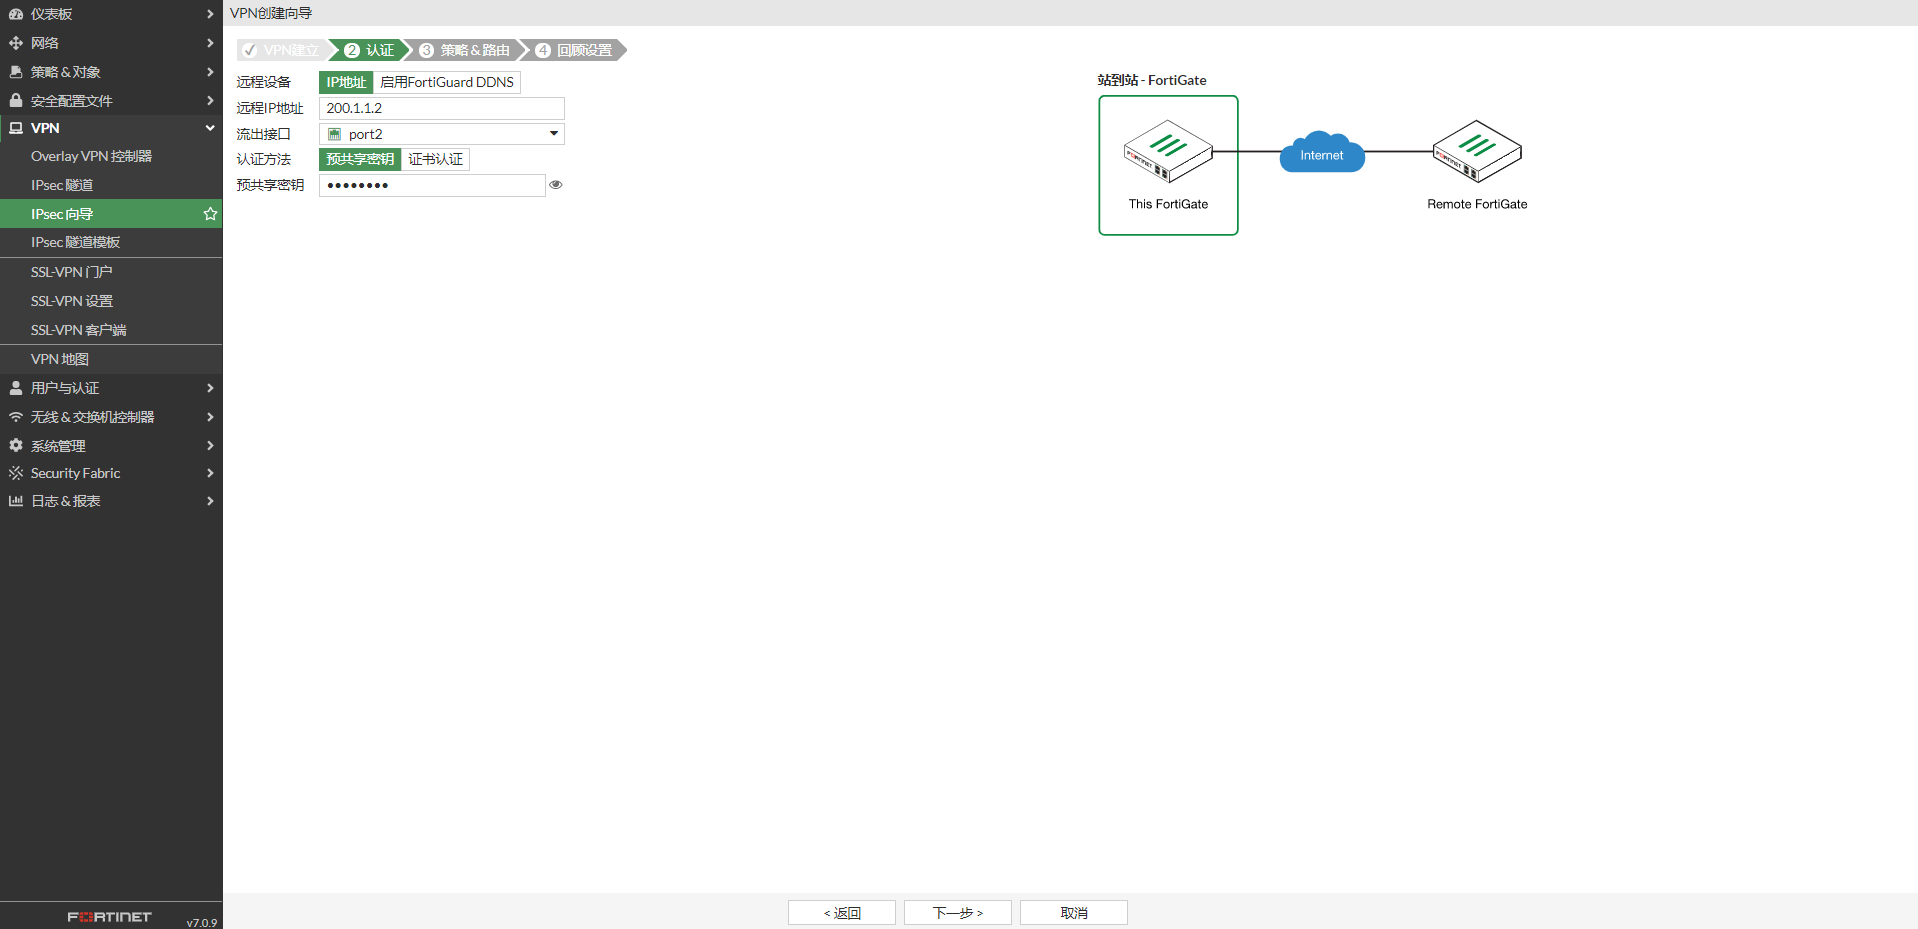 仪表板
网络
策略 & 对象
安全配置文件
VPN
Overlay VPN 控制器
IPsec 隧道
IPsec 向导
IPsec 隧道模板
SSL-VPN 门户
SSL-VPN 设置
SSL-VPN 客户端
VPN 地图
用户与认证
无线 & 交换机控制器
系统管理
Security Fabric
日志 & 报表
FORTINET
v7.0.9
VPN创建向导
VPN建立 2 认证 3 策略 & 路由 4 回顾设置
远程设备 IP地址 启用FortiGuard DDNS
远程IP地址 200.1.1.2
流出接口 port2
认证方法 预共享密钥 证书认证
预共享密钥 ••••••••
站到站 - FortiGate
FORTINET
This FortiGate
Internet
FORTINET
Remote FortiGate
< 返回 下一步 > 取消